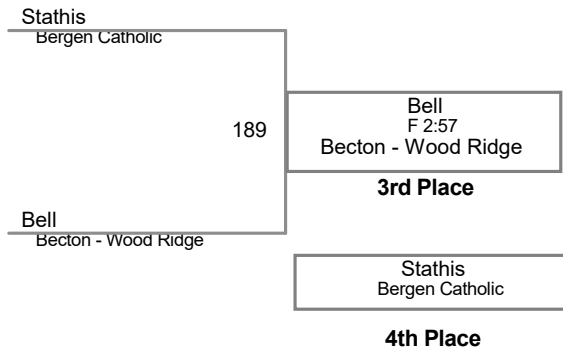 Stathis
Bergen Catholic
189
Bell
F 2:57
Becton - Wood Ridge
3rd Place
Bell
Becton - Wood Ridge
Stathis
Bergen Catholic
4th Place